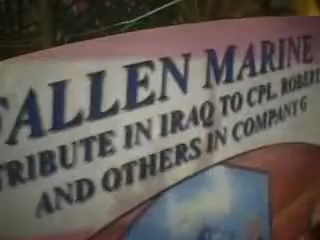 FALLEN MARINE
TRIBUTE IN IRAQ TO CPL. ROBERT
AND OTHERS IN COMPANY G